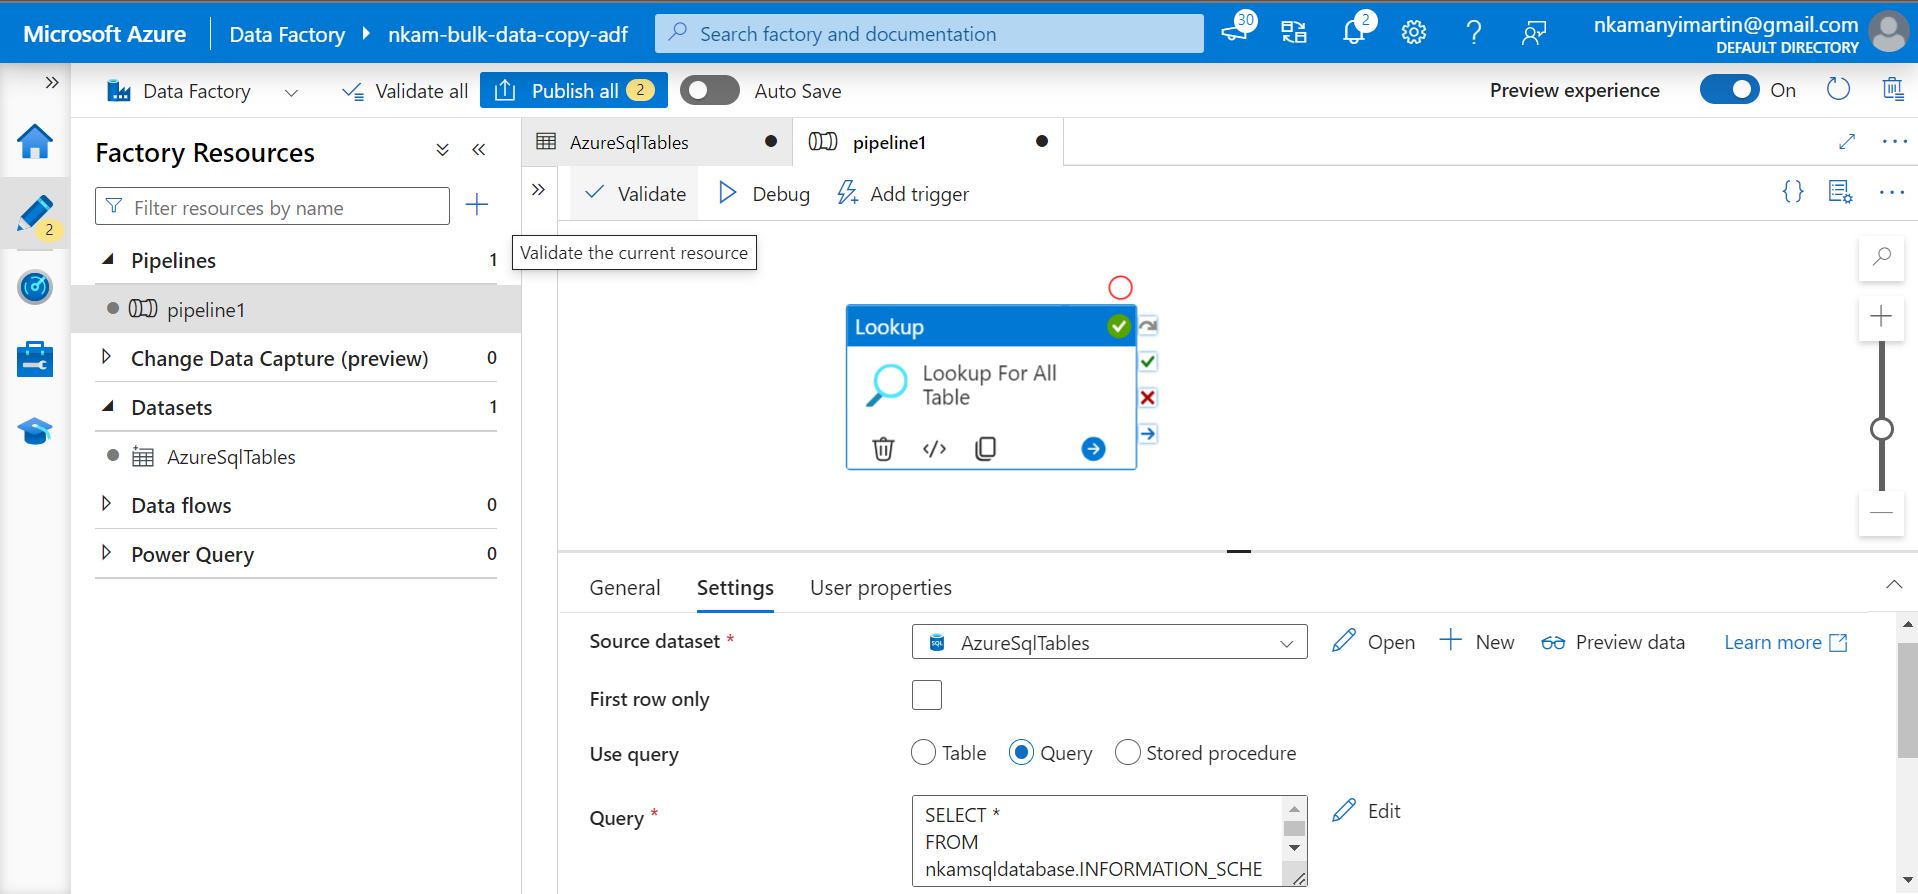 Microsoft Azure
Data Factory
nkam-bulk-data-copy-adf
Search factory and documentation
30
2
nkamanyimartin@gmail.com
DEFAULT DIRECTORY
Data Factory
Validate all
Publish all
2
Auto Save
Preview experience
On
Factory Resources
AzureSqlTables
pipeline1
Filter resources by name
Validate
Debug
Add trigger
2
Validate the current resource
Pipelines
1
pipeline1
Change Data Capture (preview)
0
Datasets
1
AzureSqlTables
Data flows
0
Power Query
0
Lookup
Lookup For All
Table
General
Settings
User properties
Source dataset *
SQL
AzureSqlTables
Open
New
Preview data
Learn more
First row only
Use query
Table
Query
Stored procedure
Query *
SELECT *
FROM
nkamsqldatabase.INFORMATION_SCHE
Edit